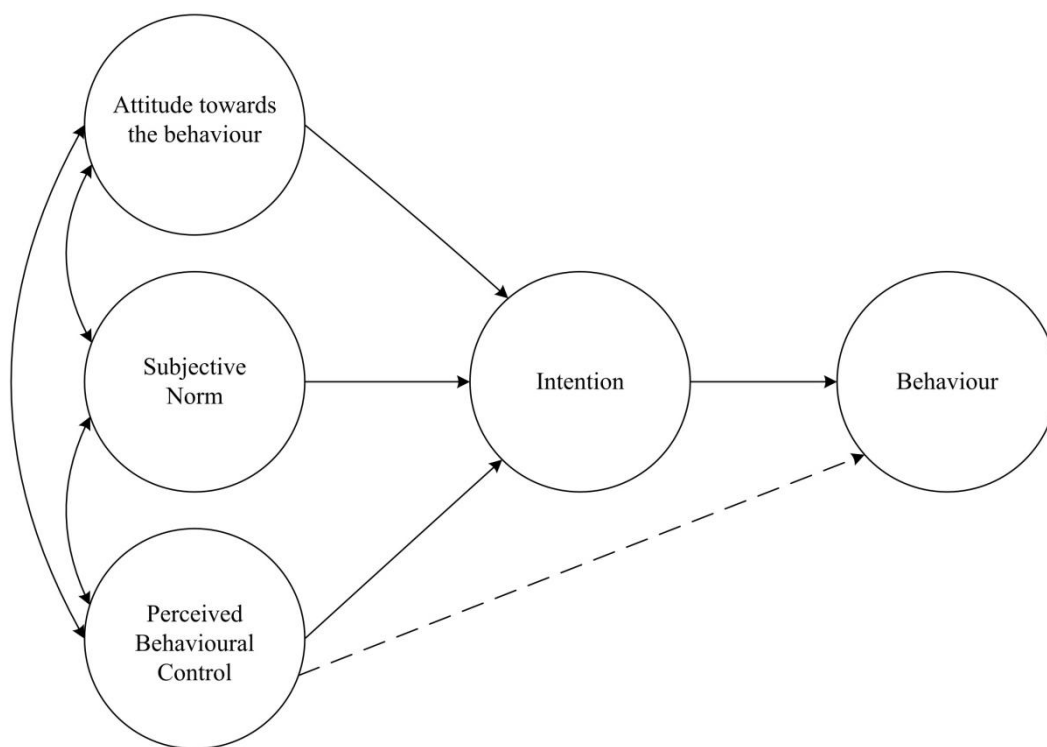 Attitude towards
the behaviour
Subjective
Norm
Intention
Behaviour
Perceived
Behavioural
Control